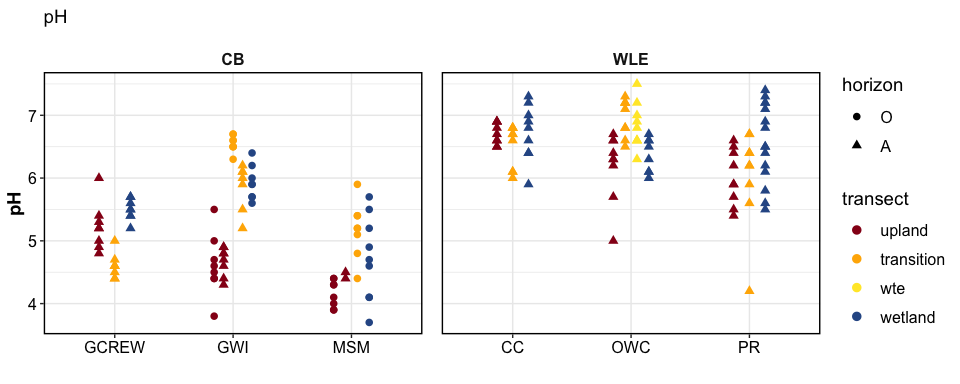 pH
CB
WLE
pH
7
6
5
4
GCREW
GWI
MSM
CC
OWC
PR
horizon
O
A
transect
upland
transition
wte
wetland